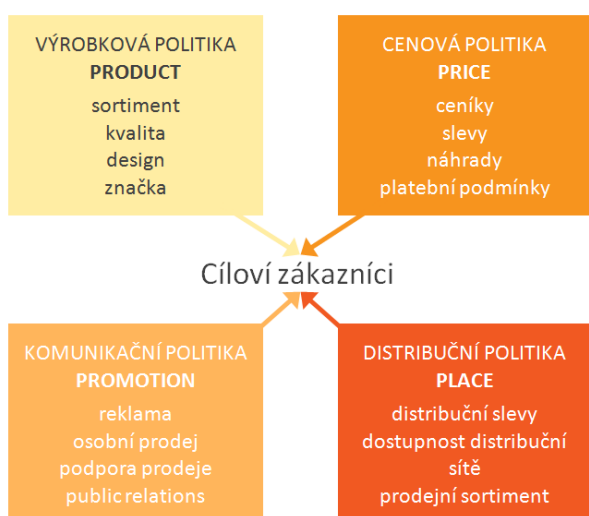 VÝROBKOVÁ POLITIKA
PRODUCT
sortiment
kvalita
design
značka
CENOVÁ POLITIKA
PRICE
ceníky
slevy
náhrady
platební podmínky
Cíloví zákazníci
KOMUNIKAČNÍ POLITIKA
PROMOTION
reklama
osobní prodej
podpora prodeje
public relations
DISTRIBUČNÍ POLITIKA
PLACE
distribuční slevy
dostupnost distribuční
sítě
prodejní sortiment